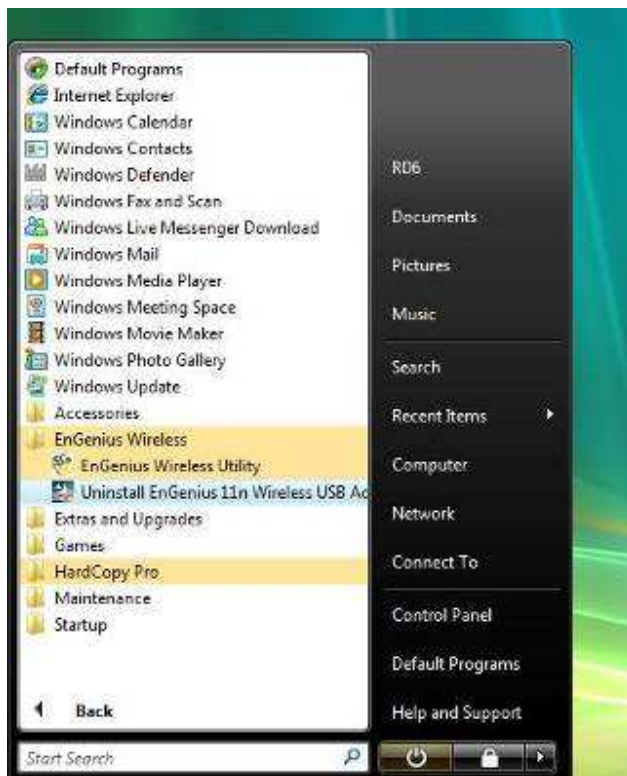 Default Programs
Internet Explorer
Windows Calendar
Windows Contacts
Windows Defender
Windows Fax and Scan
Windows Live Messenger Download
Windows Mail
Windows Media Player
Windows Meeting Space
Windows Movie Maker
Windows Photo Gallery
Windows Update
Accessories
EnGenius Wireless
EnGenius Wireless Utility
Uninstall EnGenius 11n Wireless USB Ad
Extras and Upgrades
Games
HardCopy Pro
Maintenance
Startup
Back
Start Search
RD6
Documents
Pictures
Music
Search
Recent Items
Computer
Network
Connect To
Control Panel
Default Programs
Help and Support